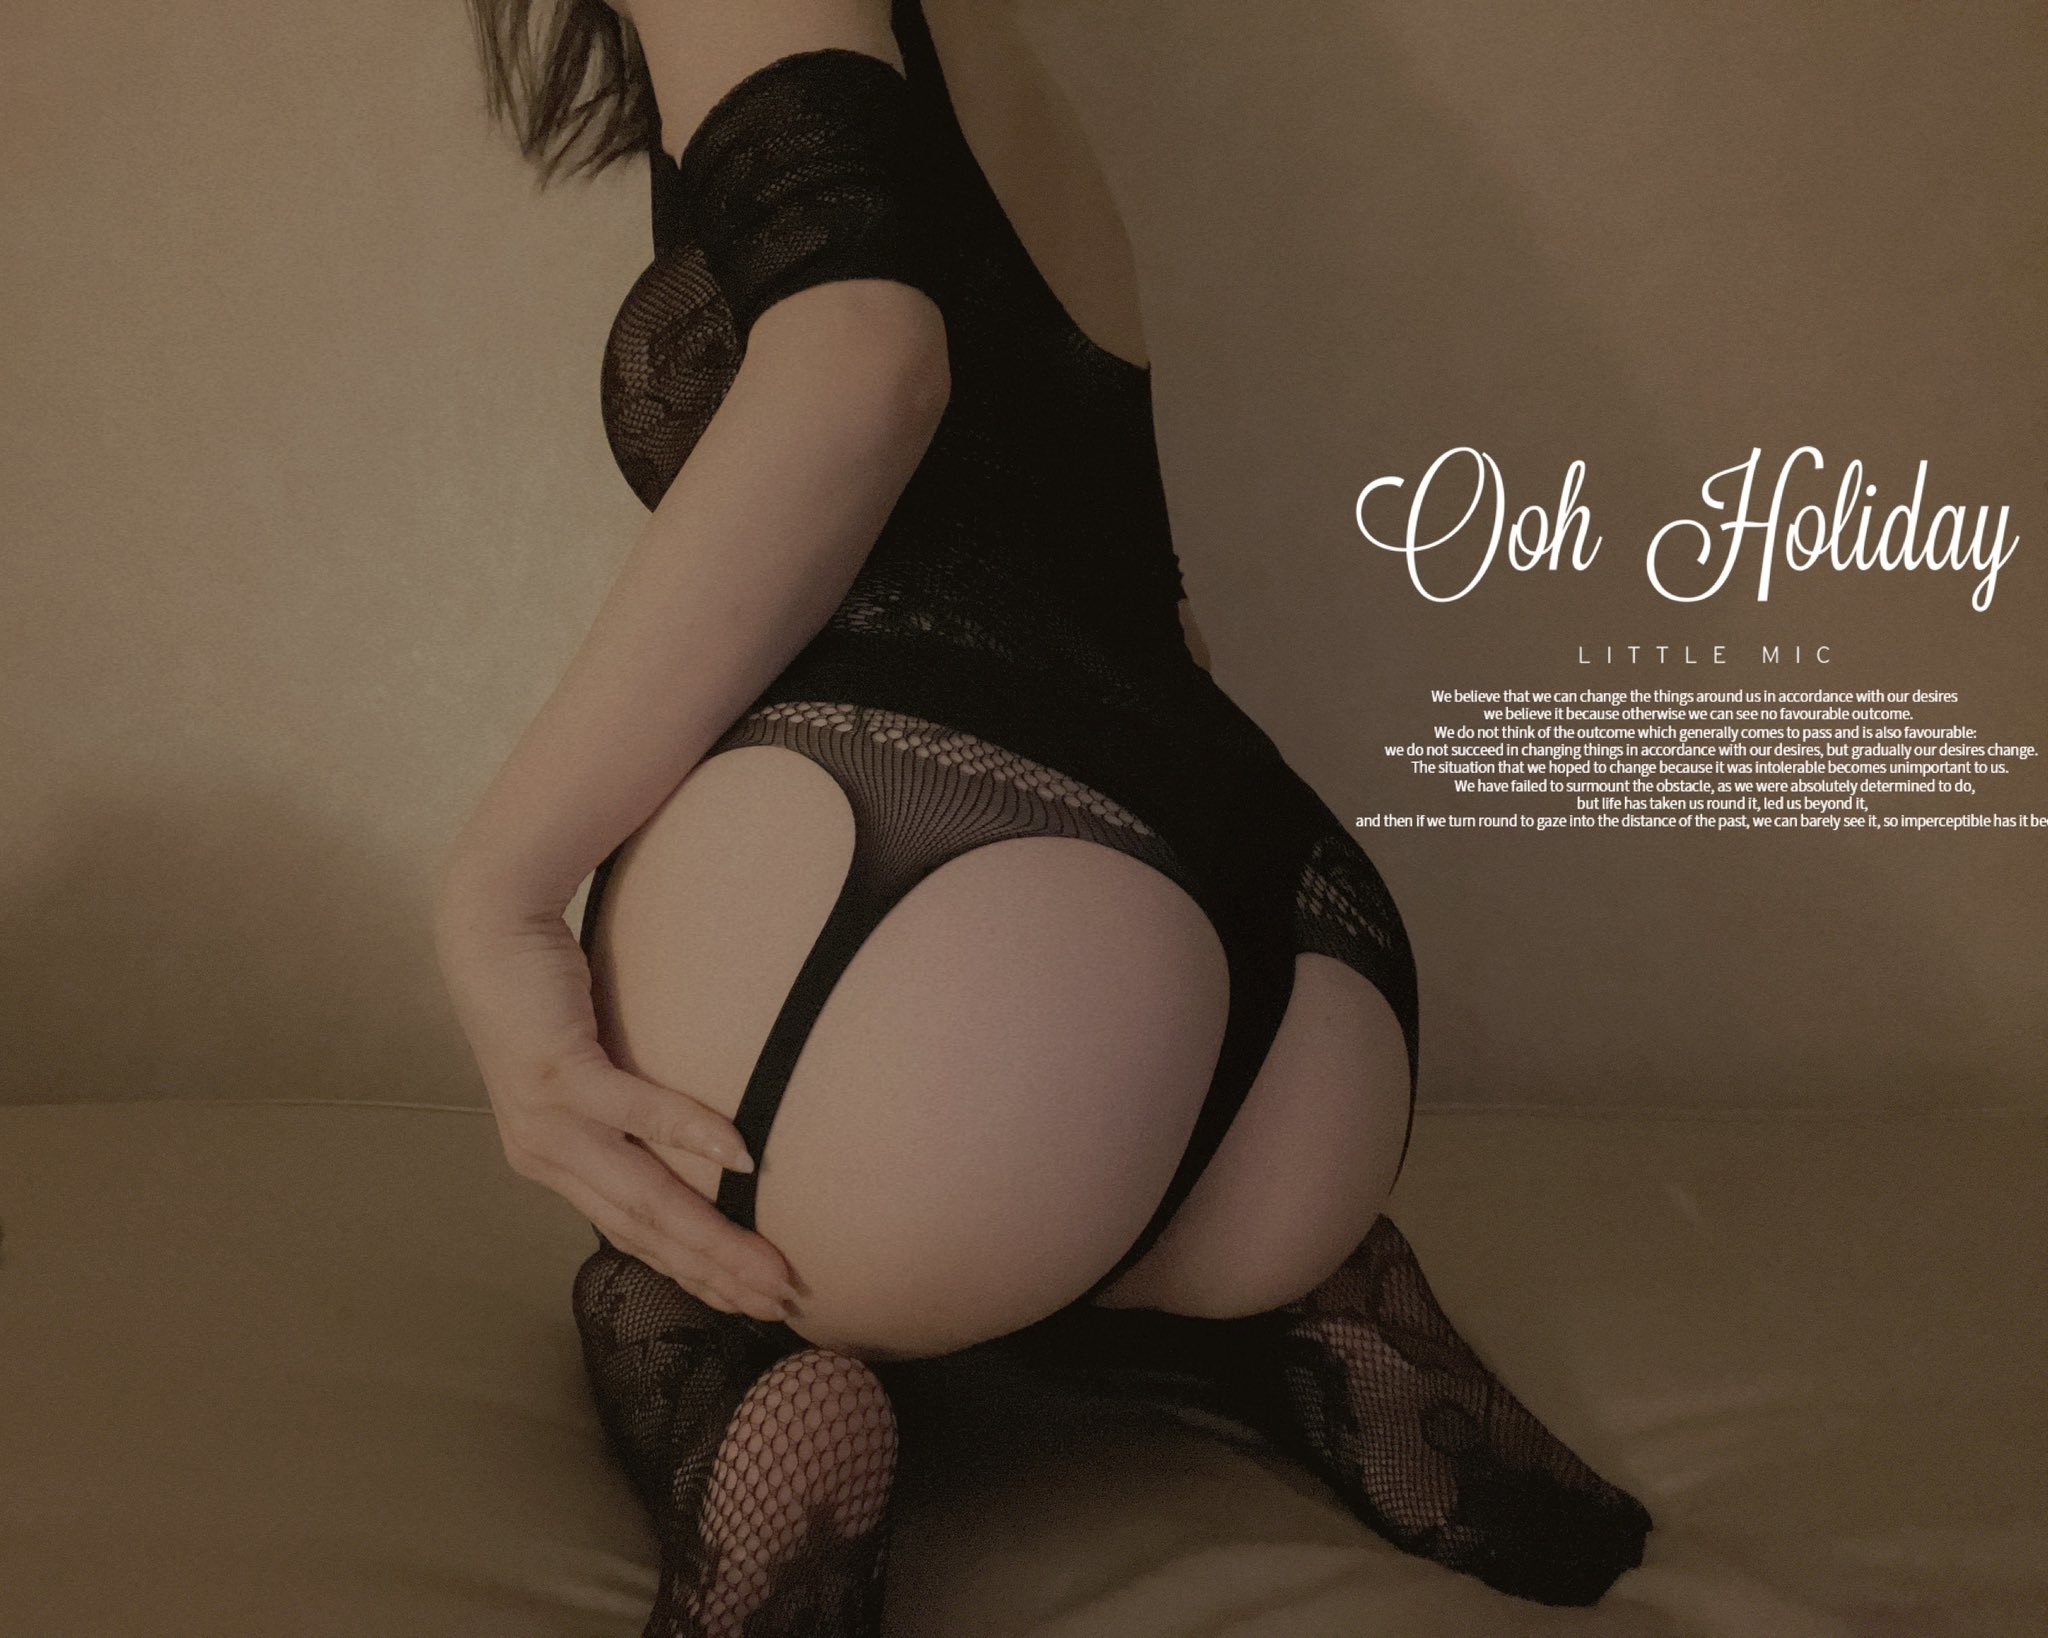 Ooh Holiday
LITTLE MIC
We believe that we can change the things around us in accordance with our desires
we believe it because otherwise we can see no favourable outcome.
We do not think of the outcome which generally comes to pass and is also favourable:
we do not succeed in changing things in accordance with our desires, but gradually our desires change.
The situation that we hoped to change because it was intolerable becomes unimportant to us.
We have failed to surmount the obstacle, as we were absolutely determined to do,
but life has taken us round it, led us beyond it,
and then if we turn round to gaze into the distance of the past, we can barely see it, so imperceptible has it